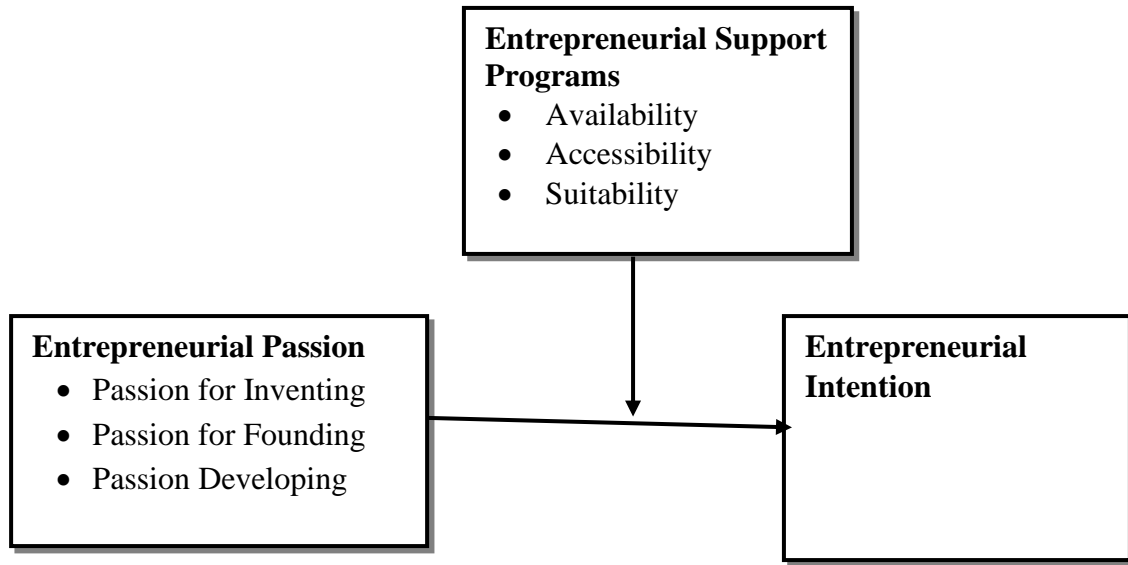 Entrepreneurial Support
Programs
• Availability
• Accessibility
• Suitability
Entrepreneurial Passion
• Passion for Inventing
• Passion for Founding
• Passion Developing
Entrepreneurial
Intention